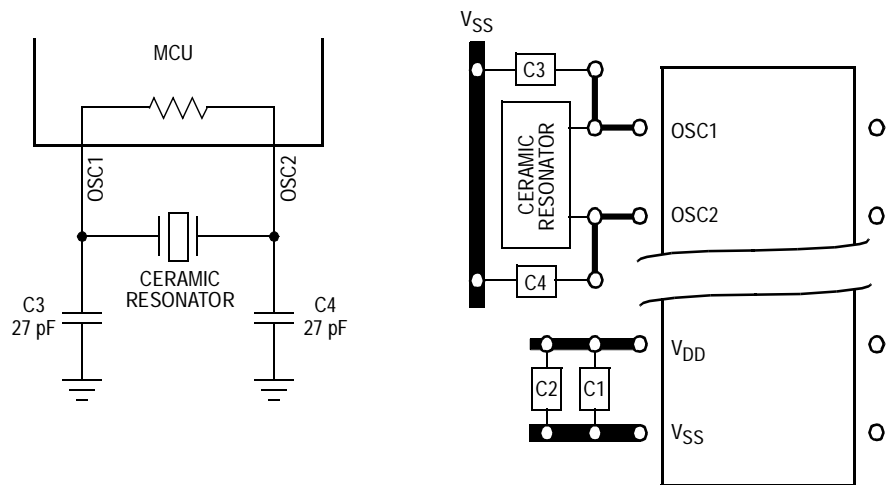 MCU
OSC1
OSC2
CERAMIC
RESONATOR
C3
27 pF
C4
27 pF
VSS
C3
CERAMIC
RESONATOR
C4
OSC1
OSC2
C2
C1
VDD
VSS